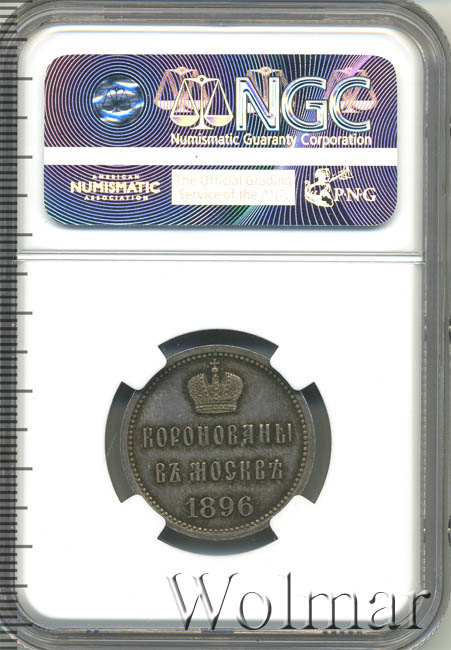 NGC
Numismatic Guaranty Corporation
AMERICAN
NUMISMATIC
ASSOCIATION
The Official Grading
Service of the ANA
PNG
КОРОНОВАНЫ
ВЪ МОСКВѢ
1896
Wolmar